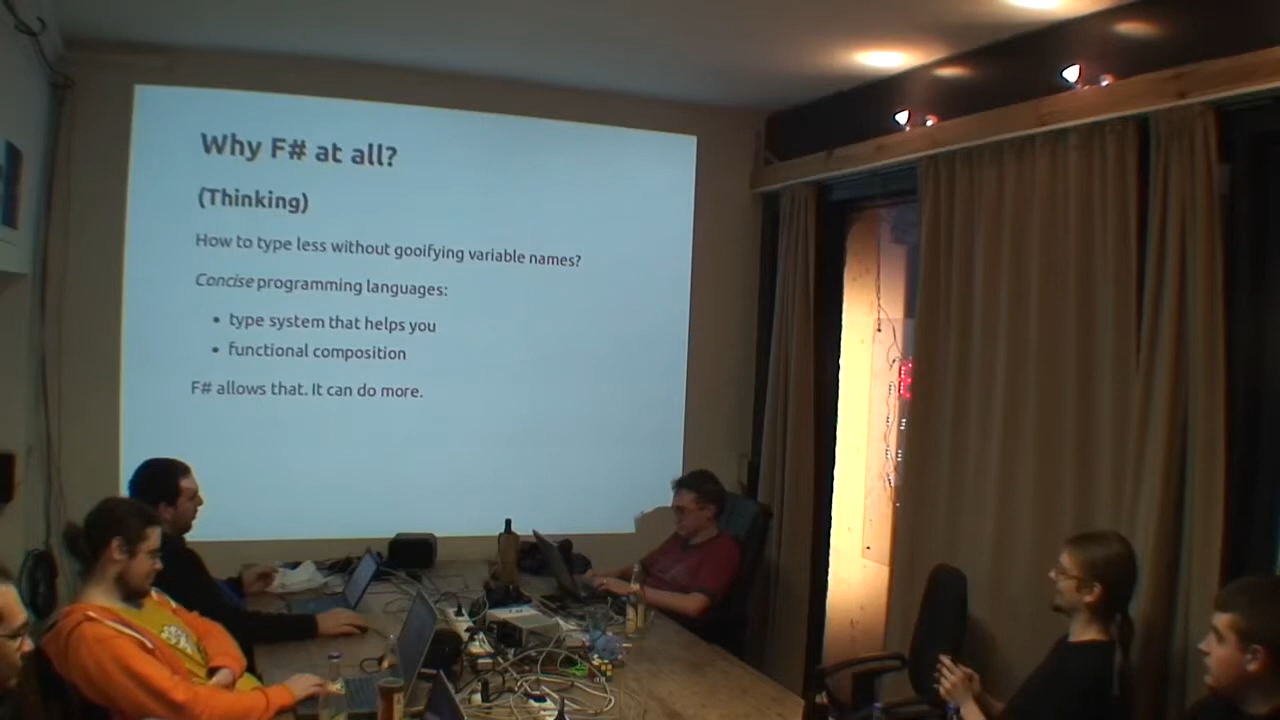 Why F# at all?
(Thinking)
How to type less without gooifying variable names?
Concise programming languages:
• type system that helps you
• functional composition
F# allows that. It can do more.